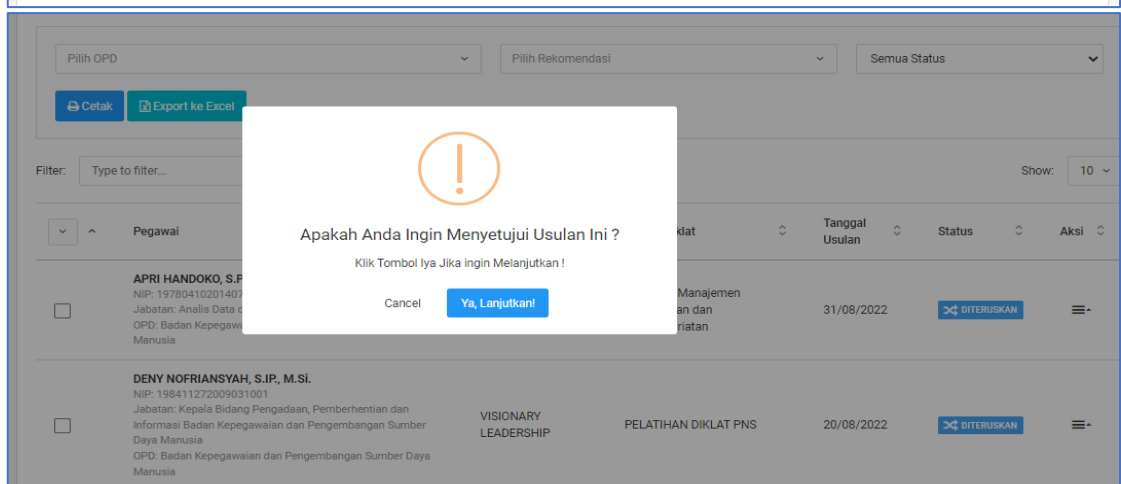 Pilih OPD
Pilih Rekomendasi
Semua Status
Cetak
Export ke Excel
Filter:
Type to filter...
Show:
10
Apakah Anda Ingin Menyetujui Usulan Ini ?
Klik Tombol Iya Jika ingin Melanjutkan !
Cancel
Ya, Lanjutkan!
Pegawai
Tanggal
Usulan
Status
Aksi
APRI HANDOKO,
NIP:
Jabatan: Analis Data
OPD: Badan
Manusia
Manajemen
dan
31/08/2022
DITERUSKAN
DENY NOFRIANSYAH, S.IP., M.Si.
NIP: 198411272009031001
Jabatan: Kepala Bidang Pengadaan, Pemberhentian dan
Informasi Badan Kepegawaian dan Pengembangan Sumber
Daya Manusia
OPD: Badan Kepegawaian dan Pengembangan Sumber Daya
Manusia
VISIONARY
LEADERSHIP
PELATIHAN DIKLAT PNS
20/08/2022
DITERUSKAN